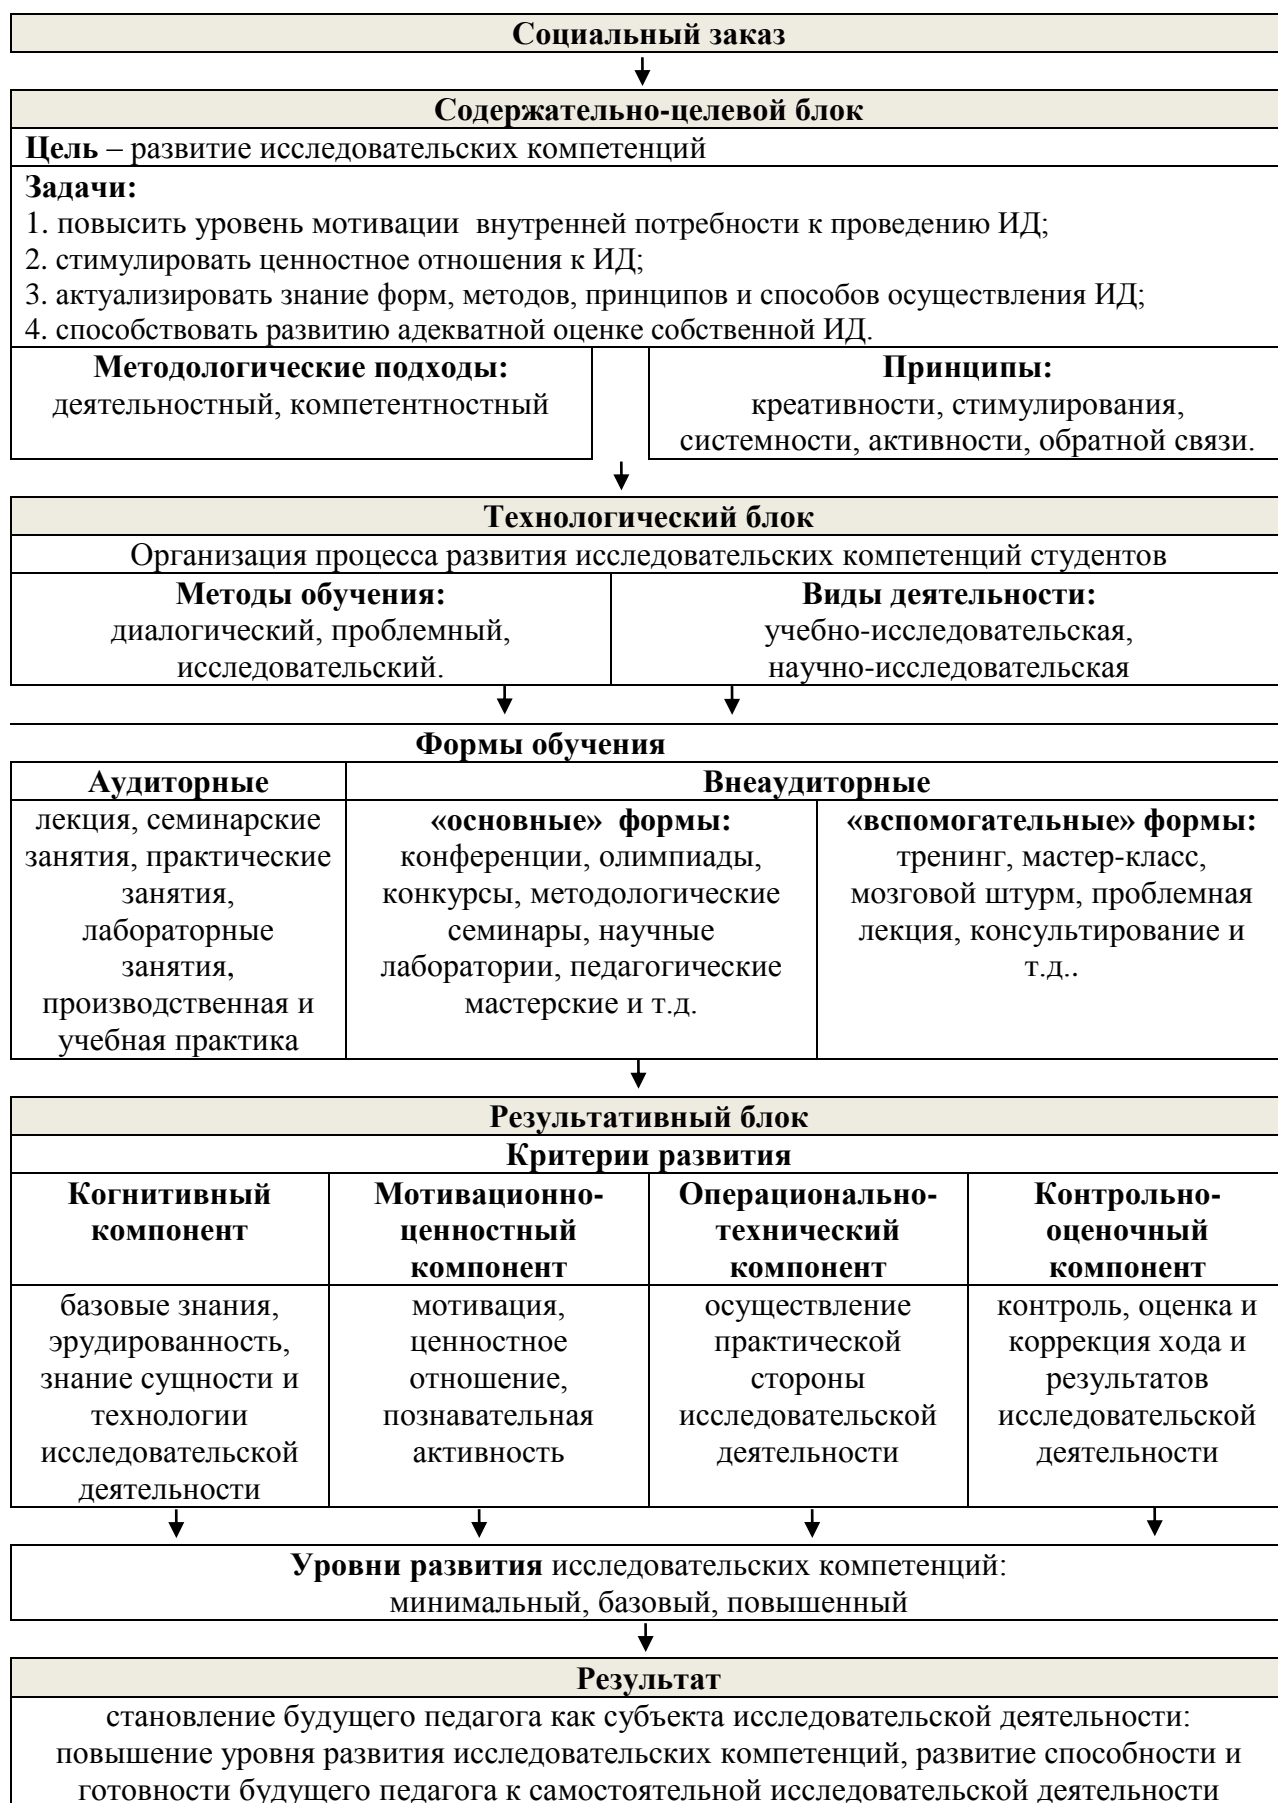 Социальный заказ
Содержательно-целевой блок
Цель – развитие исследовательских компетенций
Задачи:
1. повысить уровень мотивации внутренней потребности к проведению ИД;
2. стимулировать ценностное отношения к ИД;
3. актуализировать знание форм, методов, принципов и способов осуществления ИД;
4. способствовать развитию адекватной оценке собственной ИД.
Методологические подходы:
деятельностный, компетентностный
Принципы:
креативности, стимулирования,
системности, активности, обратной связи.
Технологический блок
Организация процесса развития исследовательских компетенций студентов
Методы обучения:
диалогический, проблемный,
исследовательский.
Виды деятельности:
учебно-исследовательская,
научно-исследовательская
Формы обучения
Аудиторные
Внеаудиторные
лекция, семинарские
занятия, практические
занятия,
лабораторные
занятия,
производственная и
учебная практика
«основные» формы:
конференции, олимпиады,
конкурсы, методологические
семинары, научные
лаборатории, педагогические
мастерские и т.д.
«вспомогательные» формы:
тренинг, мастер-класс,
мозговой штурм, проблемная
лекция, консультирование и
т.д..
Результативный блок
Критерии развития
Когнитивный
компонент
Мотивационно-
ценностный
компонент
Операционально-
технический
компонент
Контрольно-
оценочный
компонент
базовые знания,
эрудированность,
знание сущности и
технологии
исследовательской
деятельности
мотивация,
ценностное
отношение,
познавательная
активность
осуществление
практической
стороны
исследовательской
деятельности
контроль, оценка и
коррекция хода и
результатов
исследовательской
деятельности
Уровни развития исследовательских компетенций:
минимальный, базовый, повышенный
Результат
становление будущего педагога как субъекта исследовательской деятельности:
повышение уровня развития исследовательских компетенций, развитие способности и
готовности будущего педагога к самостоятельной исследовательской деятельности